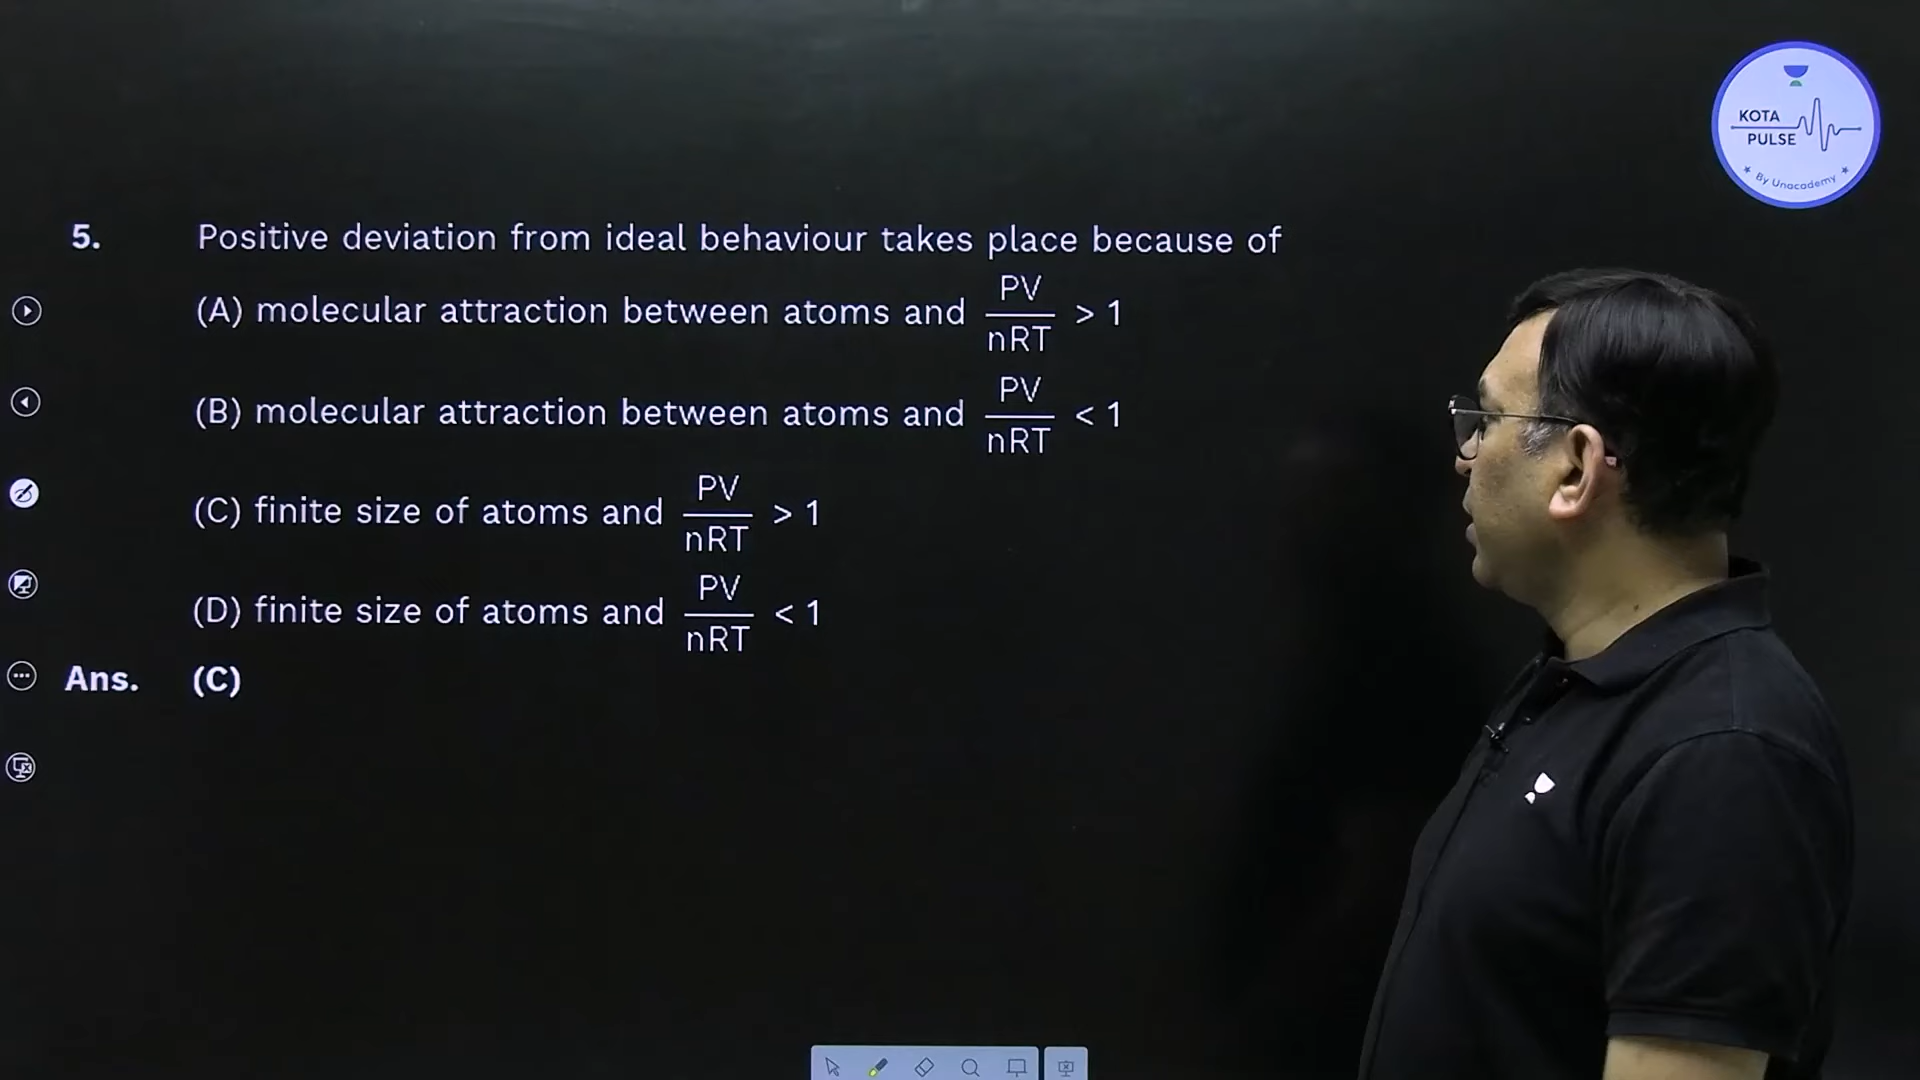 KOTA
PULSE
★ By Unacademy ★
5. Positive deviation from ideal behaviour takes place because of
(A) molecular attraction between atoms and PV/nRT > 1
(B) molecular attraction between atoms and PV/nRT < 1
(C) finite size of atoms and PV/nRT > 1
(D) finite size of atoms and PV/nRT < 1
Ans. (C)